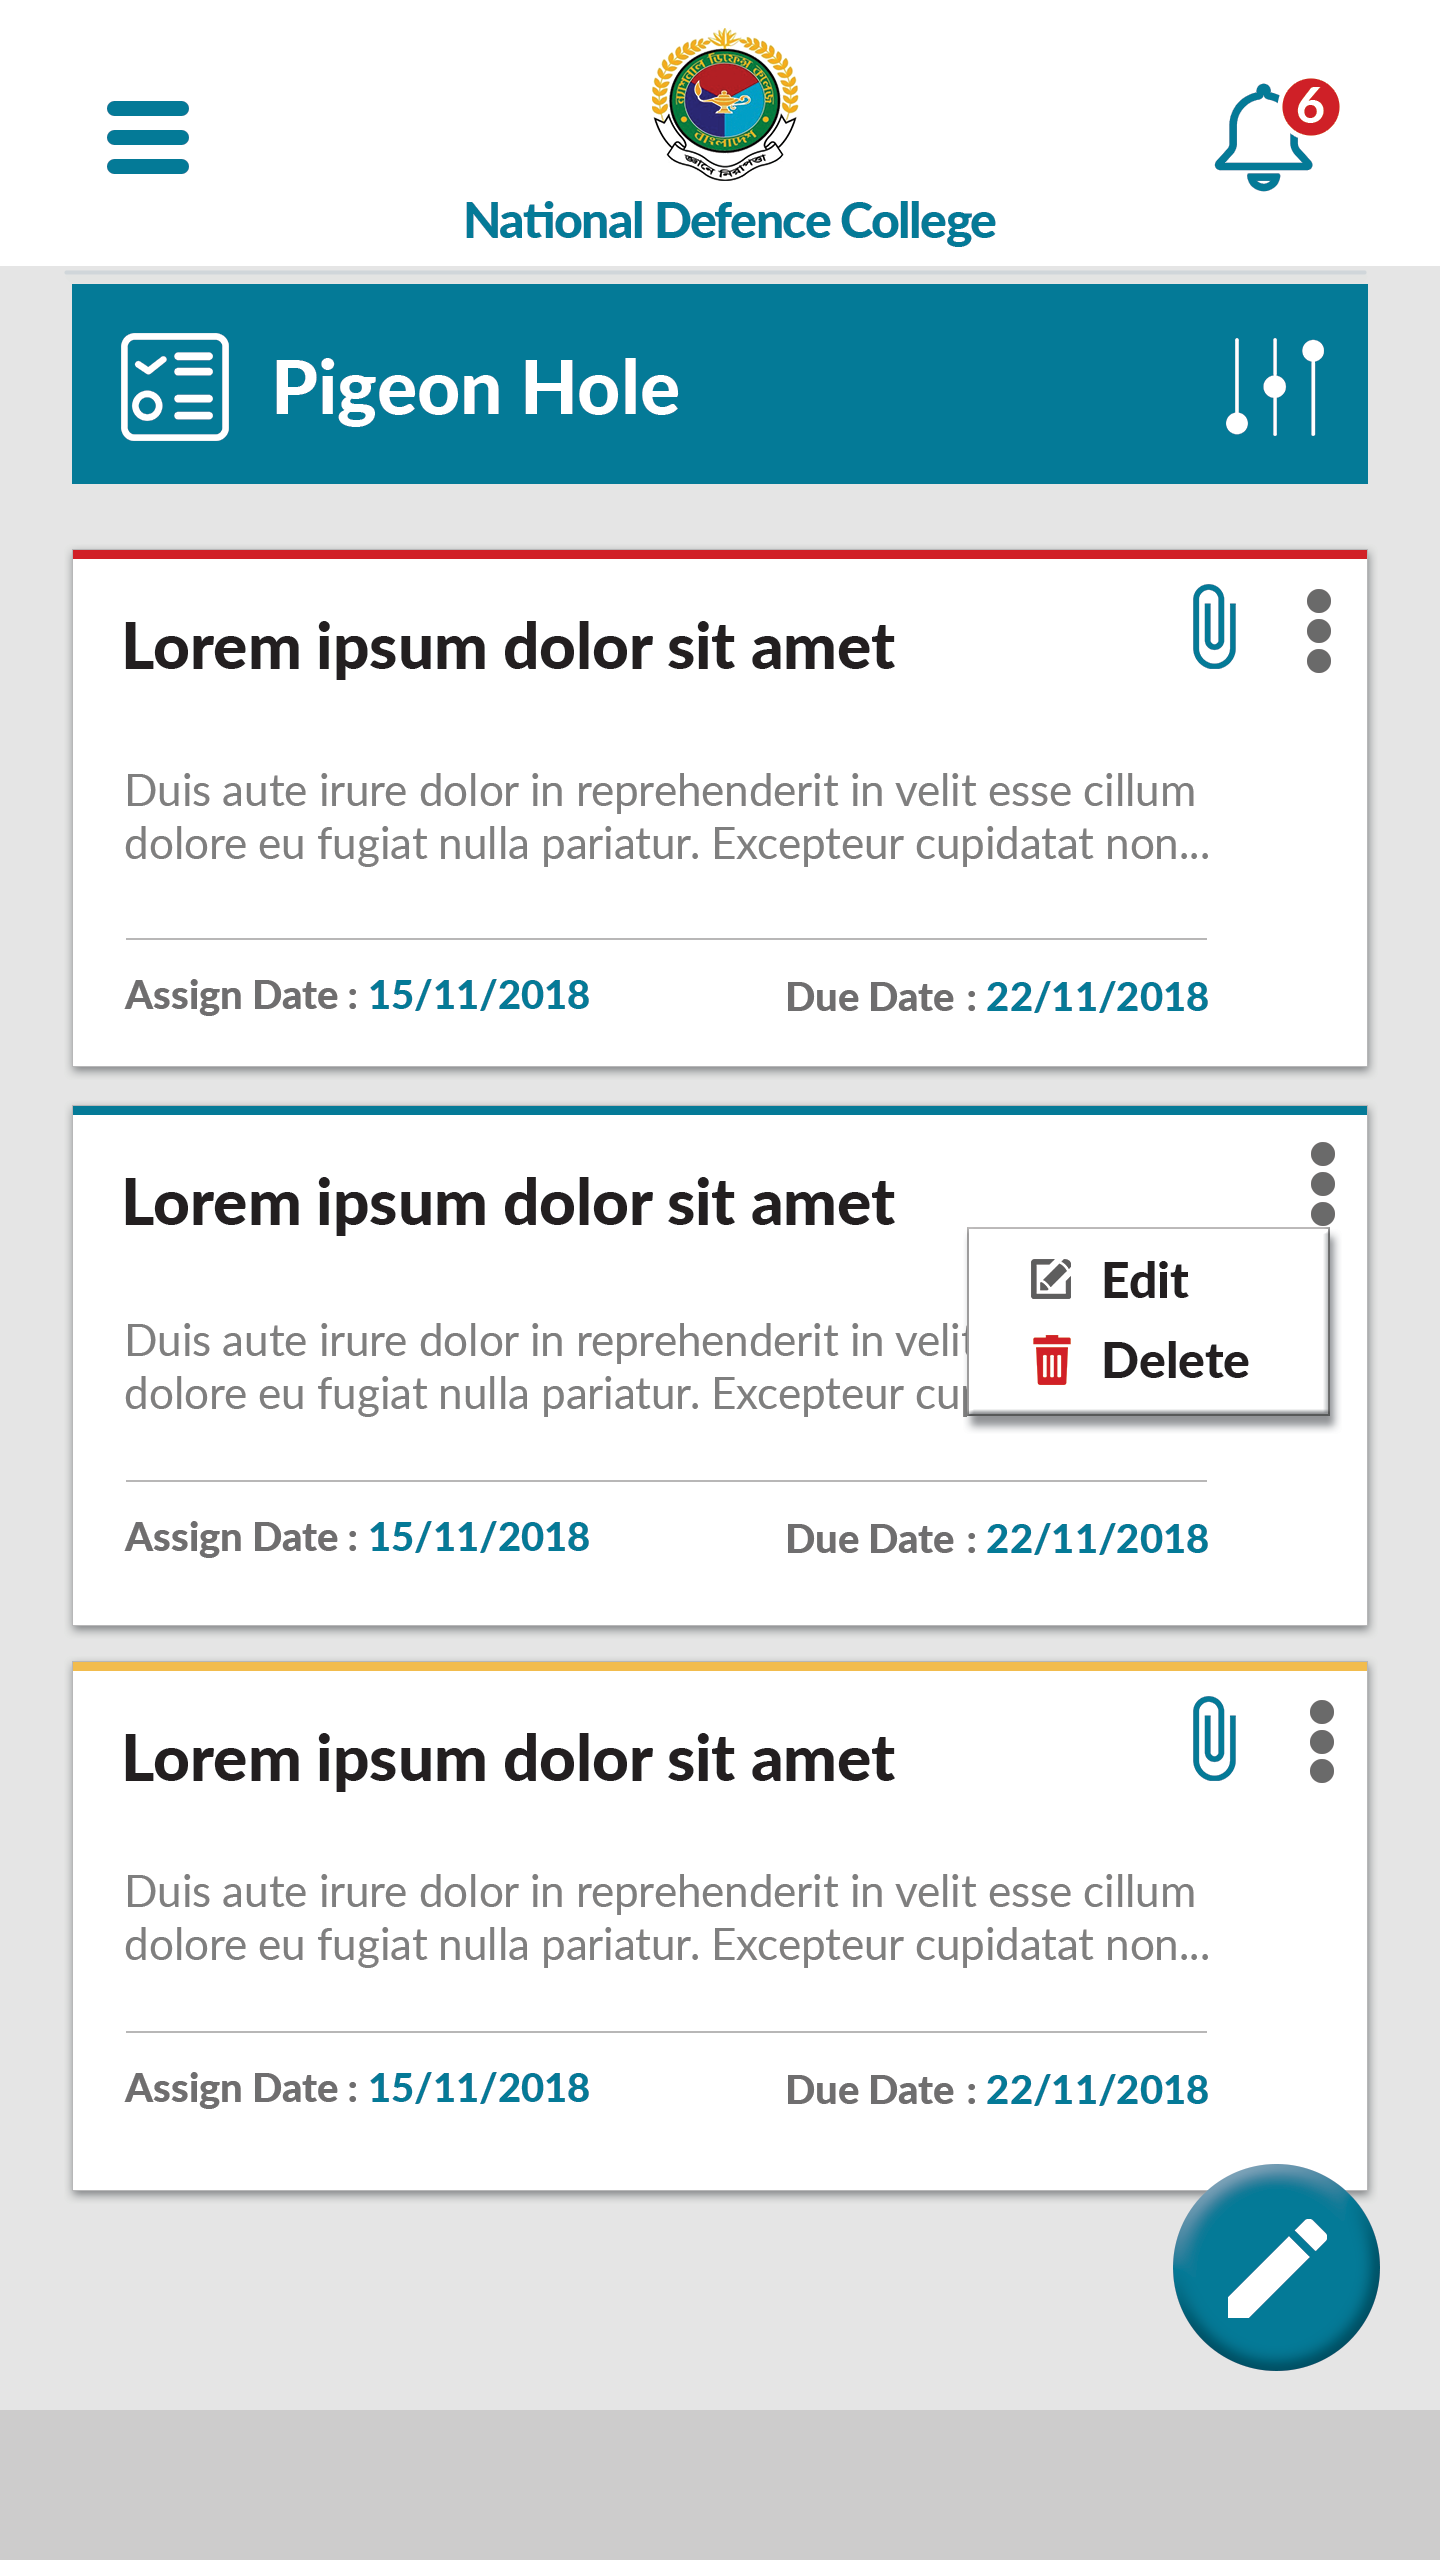 ন্যাশনাল ডিফেন্স কলেজ
বাংলাদেশ
জ্ঞানে নিরাপত্তা
National Defence College
6
Pigeon Hole
Lorem ipsum dolor sit amet
Duis aute irure dolor in reprehenderit in velit esse cillum
dolore eu fugiat nulla pariatur. Excepteur cupidatat non...
Assign Date : 15/11/2018
Due Date : 22/11/2018
Lorem ipsum dolor sit amet
Edit
Delete
Duis aute irure dolor in reprehenderit in velit
dolore eu fugiat nulla pariatur. Excepteur cup
Assign Date : 15/11/2018
Due Date : 22/11/2018
Lorem ipsum dolor sit amet
Duis aute irure dolor in reprehenderit in velit esse cillum
dolore eu fugiat nulla pariatur. Excepteur cupidatat non...
Assign Date : 15/11/2018
Due Date : 22/11/2018